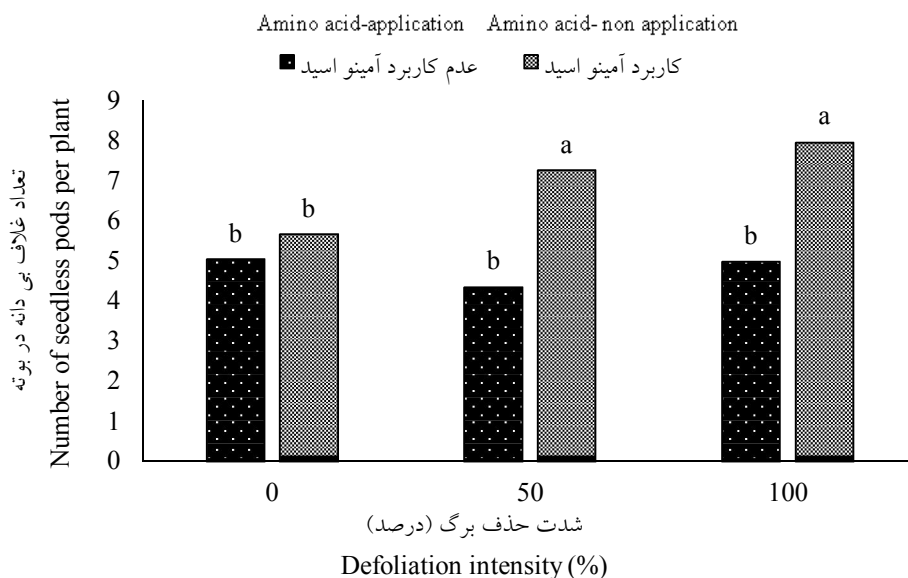 Amino acid-application Amino acid- non application
عدم کاربرد آمینو اسید کاربرد آمینو اسید
تعداد غلاف بی دانه در بوته
Number of seedless pods per plant
9
8
7
6
5
4
3
2
1
0
b b b a b a
0 50 100
شدت حذف برگ (درصد)
Defoliation intensity (%)